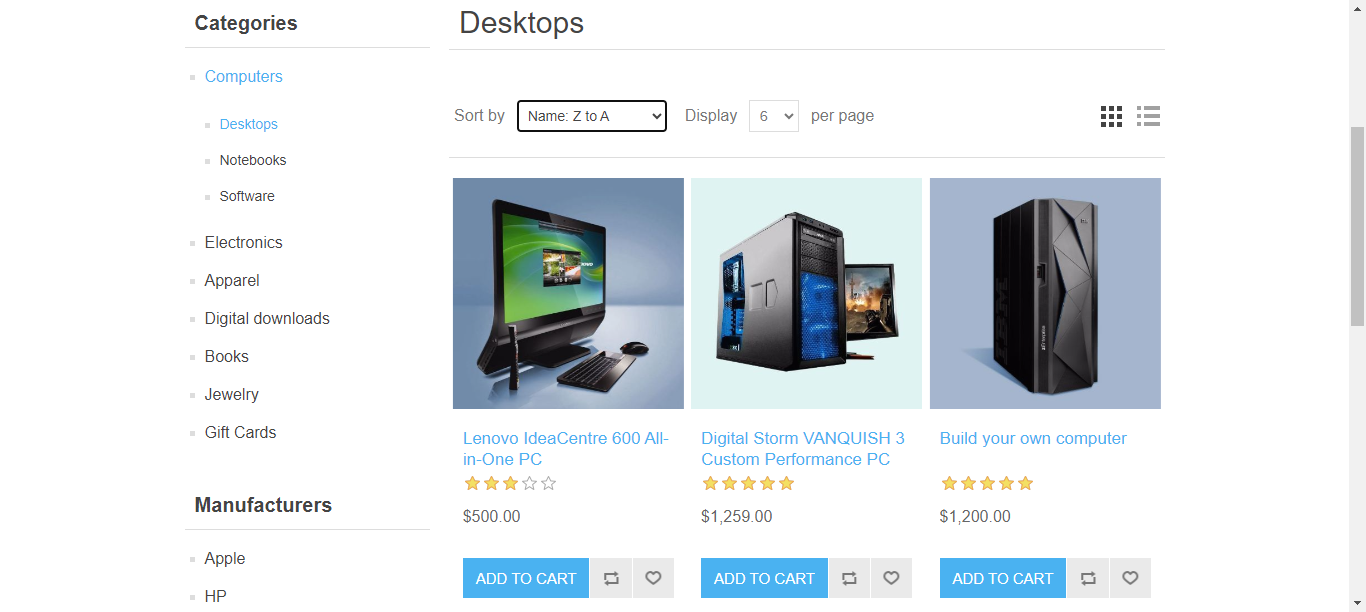 Categories
Computers
Desktops
Notebooks
Software
Electronics
Apparel
Digital downloads
Books
Jewelry
Gift Cards
Manufacturers
Apple
HP
Desktops
Sort by Name: Z to A Display 6 per page
Lenovo IdeaCentre 600 All-
in-One PC
$500.00
ADD TO CART
Digital Storm VANQUISH 3
Custom Performance PC
$1,259.00
ADD TO CART
Build your own computer
$1,200.00
ADD TO CART